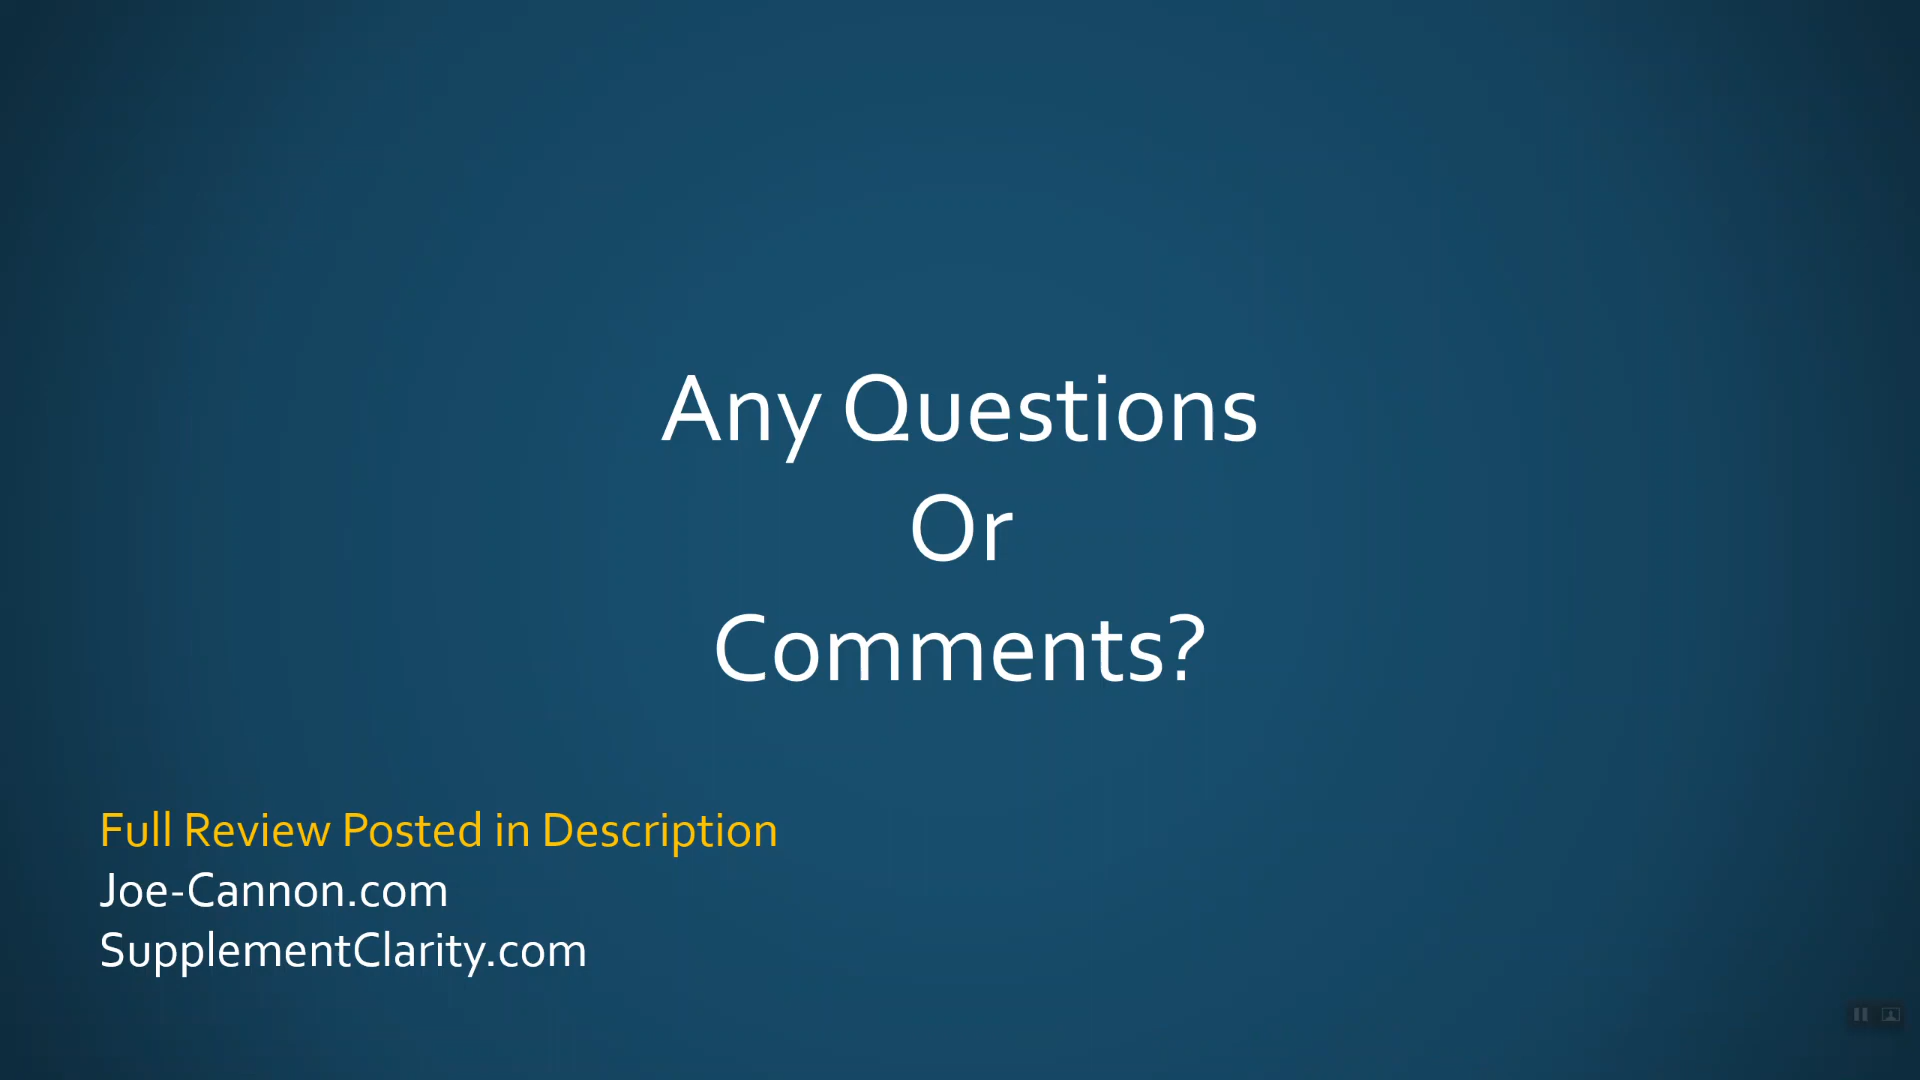 Any Questions
Or
Comments?
Full Review Posted in Description
Joe-Cannon.com
SupplementClarity.com